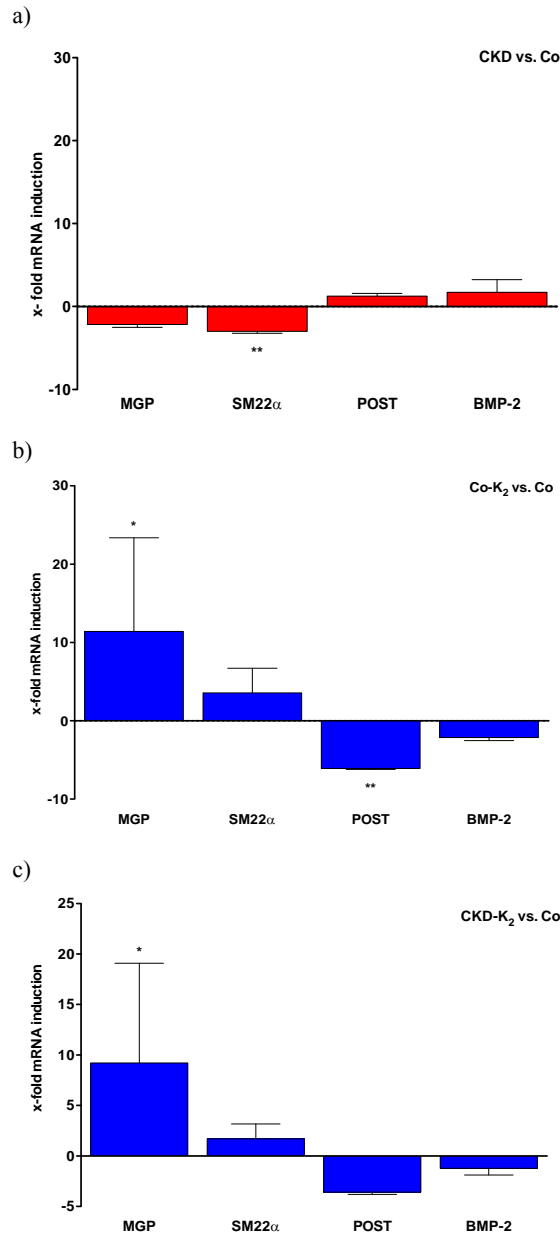 a)
CKD vs. Co
x- fold mRNA induction
30
20
10
0
-10
**
MGP SM22α POST BMP-2
b)
Co-K₂ vs. Co
x-fold mRNA induction
30
20
10
0
-10
*
**
MGP SM22α POST BMP-2
c)
CKD-K₂ vs. Co
x-fold mRNA induction
25
20
15
10
5
0
-5
*
MGP SM22α POST BMP-2